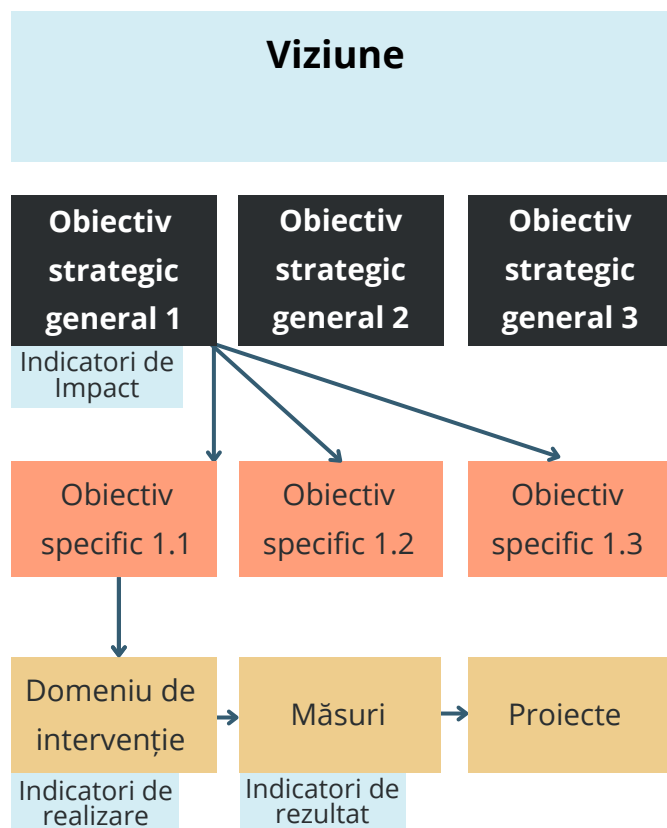 Viziune
Obiectiv
strategic
general 1
Obiectiv
strategic
general 2
Obiectiv
strategic
general 3
Indicatori de
Impact
Obiectiv
specific 1.1
Obiectiv
specific 1.2
Obiectiv
specific 1.3
Domeniu de
intervenție
Măsuri
Proiecte
Indicatori de
realizare
Indicatori de
rezultat